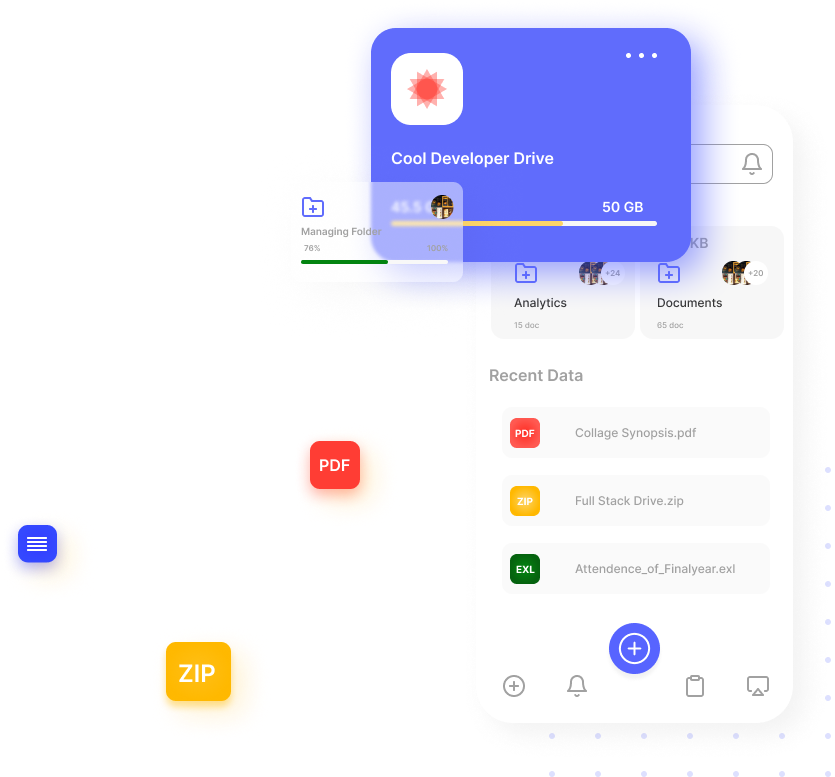 Cool Developer Drive
45.5
50 GB
KB
Managing Folder
76%
100%
+24
+20
Analytics
Documents
15 doc
65 doc
Recent Data
PDF
Collage Synopsis.pdf
PDF
ZIP
Full Stack Drive.zip
EXL
Attendence_of_Finalyear.exl
ZIP